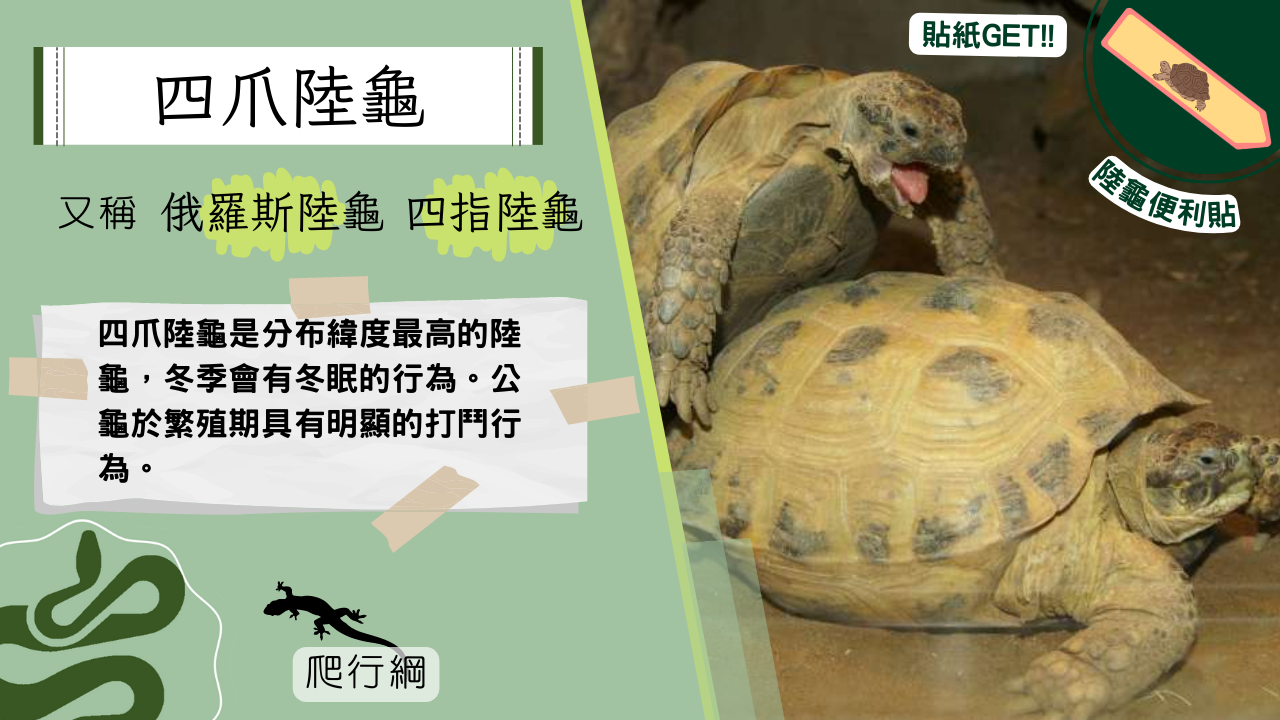 四爪陸龜
又稱 俄羅斯陸龜 四指陸龜
四爪陸龜是分布緯度最高的陸
龜，冬季會有冬眠的行為。公
龜於繁殖期具有明顯的打鬥行
為。
爬行綱
貼紙GET!!
陸龜便利貼